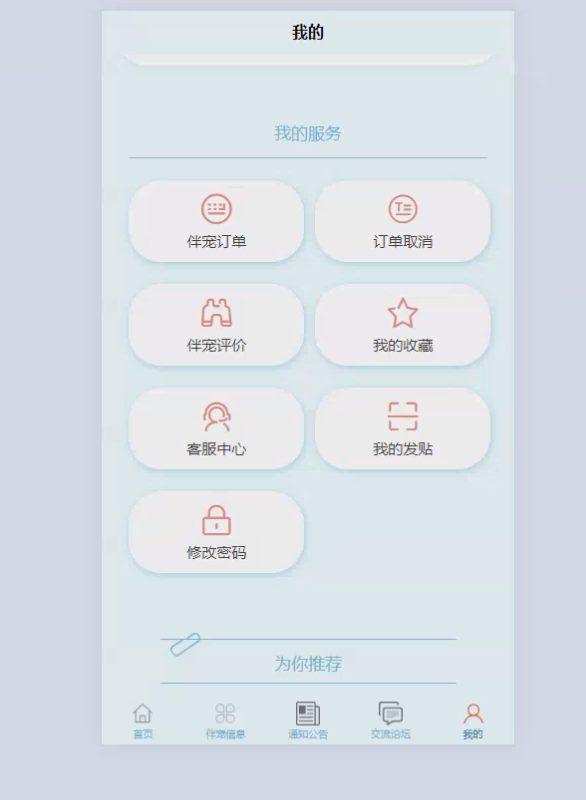 我的
我的服务
伴宠订单
订单取消
伴宠评价
我的收藏
客服中心
我的发贴
修改密码
为你推荐
首页
伴宠信息
通知公告
交流论坛
我的